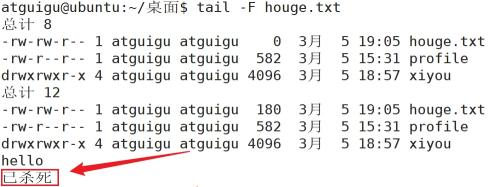 atguigu@ubuntu:~/桌面$ tail -F houge.txt
总计 8
-rw-rw-r-- 1 atguigu atguigu    0  3月  5 19:05 houge.txt
-rw-r--r-- 1 atguigu atguigu  582  3月  5 15:31 profile
drwxrwxr-x 4 atguigu atguigu 4096  3月  5 18:57 xiyou
总计 12
-rw-rw-r-- 1 atguigu atguigu  180  3月  5 19:05 houge.txt
-rw-r--r-- 1 atguigu atguigu  582  3月  5 15:31 profile
drwxrwxr-x 4 atguigu atguigu 4096  3月  5 18:57 xiyou
hello
已杀死